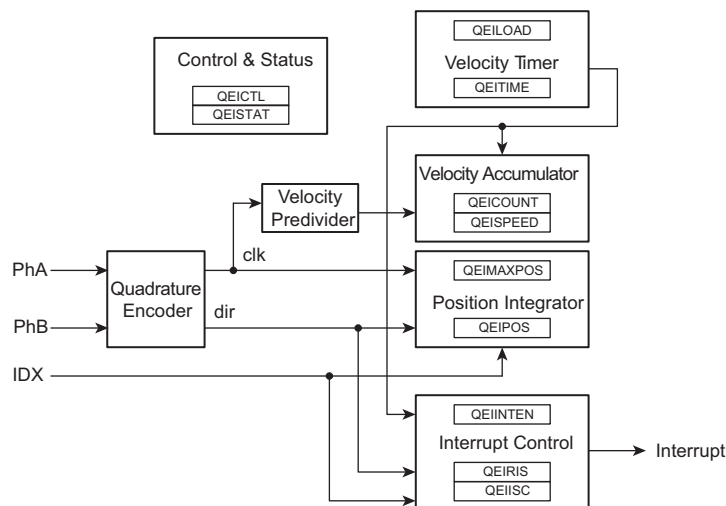 QEILOAD
Control & Status
Velocity Timer
QEICTL
QEITIME
QEISTAT
Velocity Accumulator
Velocity
Predivider
QEICOUNT
QEISPEED
clk
PhA
QEIMAXPOS
Quadrature
Encoder
Position Integrator
dir
PhB
QEIPOS
IDX
QEIINTEN
Interrupt Control
Interrupt
QEIRIS
QEIISC